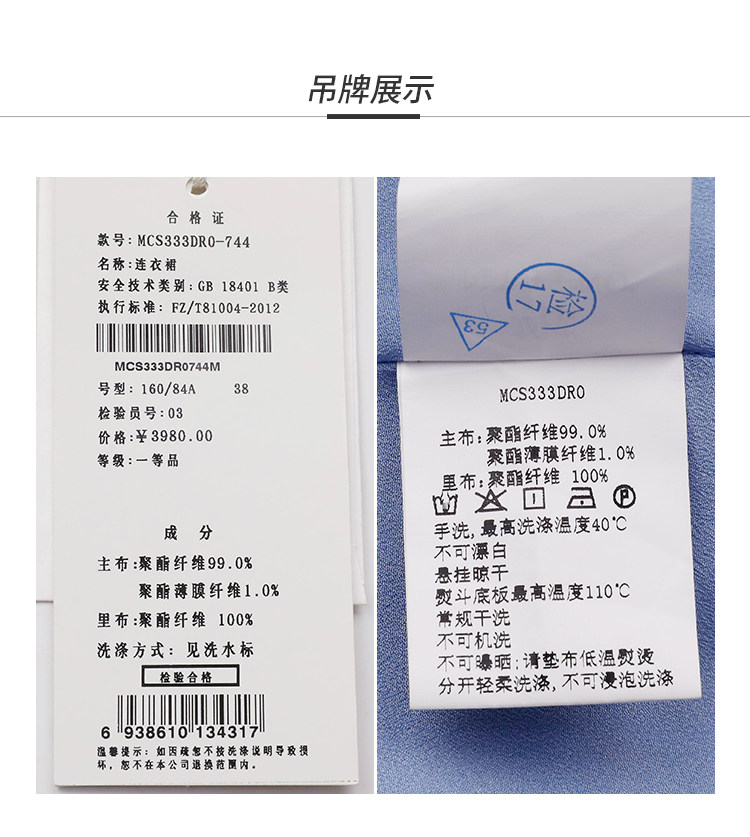 吊牌展示
合格证
款号:MCS333DR0-744
名称:连衣裙
安全技术类别:GB 18401 B类
执行标准: FZ/T81004-2012
MCS333DR0744M
号型:160/84A 38
检验员号:03
价格:¥3980.00
等级:一等品
成 分
主布:聚酯纤维99.0%
聚酯薄膜纤维1.0%
里布:聚酯纤维 100%
洗涤方式: 见洗水标
检验合格
6 938610 134317
温馨提示:如因疏忽不按洗涤说明导致损
坏,恕不在本公司退换范围内。
检
17
53
MCS333DR0
主布:聚酯纤维99.0%
聚酯薄膜纤维1.0%
里布:聚酯纤维 100%
P
手洗,最高洗涤温度40℃
不可漂白
悬挂晾干
熨斗底板最高温度110℃
常规干洗
不可机洗
不可曝晒;请垫布低温熨烫
分开轻柔洗涤,不可浸泡洗涤